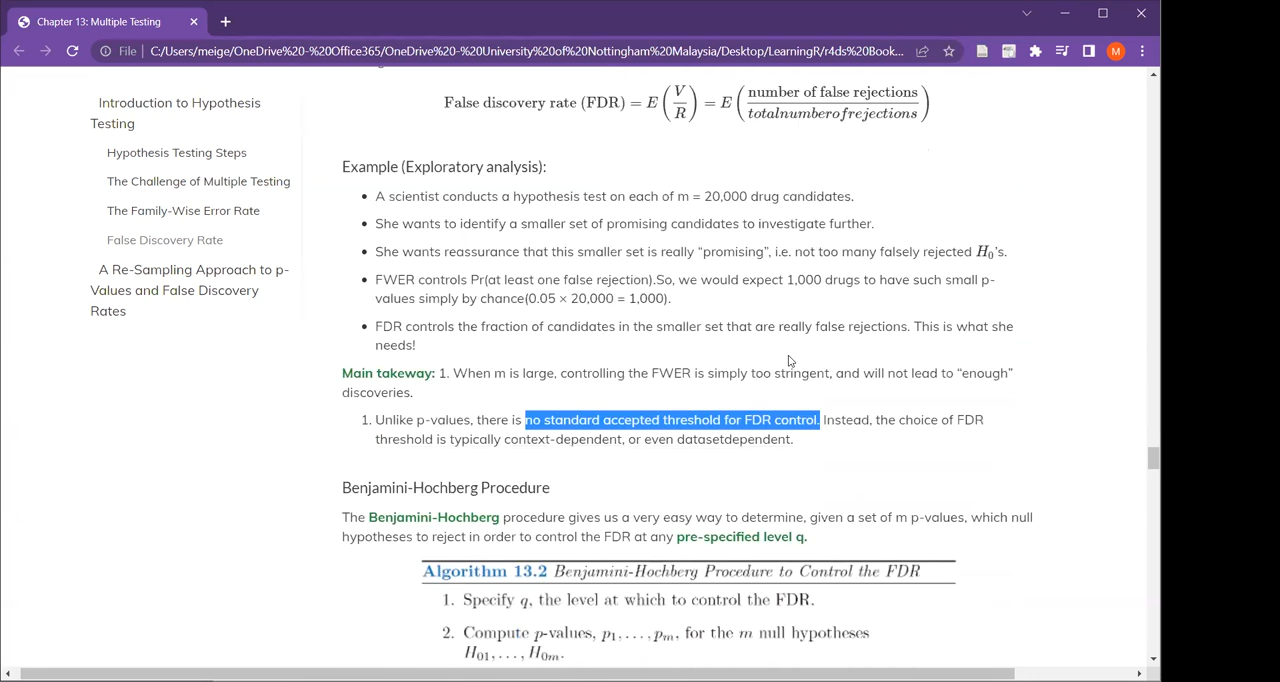 Chapter 13: Multiple Testing
File
C:/Users/meige/OneDrive%20-%20Office365/OneDrive%20-%20University%20of%20Nottingham%20Malaysia/Desktop/LearningR/r4ds%20Book...
M
Introduction to Hypothesis
Testing
Hypothesis Testing Steps
The Challenge of Multiple Testing
The Family-Wise Error Rate
False Discovery Rate
A Re-Sampling Approach to p-
Values and False Discovery
Rates
False discovery rate (FDR) = E(V/R) = E(number of false rejections/totalnumberofrejections)
Example (Exploratory analysis):
• A scientist conducts a hypothesis test on each of m = 20,000 drug candidates.
• She wants to identify a smaller set of promising candidates to investigate further.
• She wants reassurance that this smaller set is really “promising”, i.e. not too many falsely rejected H₀’s.
• FWER controls Pr(at least one false rejection).So, we would expect 1,000 drugs to have such small p-
values simply by chance(0.05 × 20,000 = 1,000).
• FDR controls the fraction of candidates in the smaller set that are really false rejections. This is what she
needs!
Main takeway: 1. When m is large, controlling the FWER is simply too stringent, and will not lead to “enough”
discoveries.
1. Unlike p-values, there is no standard accepted threshold for FDR control. Instead, the choice of FDR
threshold is typically context-dependent, or even datasetdependent.
Benjamini-Hochberg Procedure
The Benjamini-Hochberg procedure gives us a very easy way to determine, given a set of m p-values, which null
hypotheses to reject in order to control the FDR at any pre-specified level q.
Algorithm 13.2 Benjamini-Hochberg Procedure to Control the FDR
1. Specify q, the level at which to control the FDR.
2. Compute p-values, p₁, . . . , pₘ, for the m null hypotheses
H₀₁, . . . , H₀ₘ.